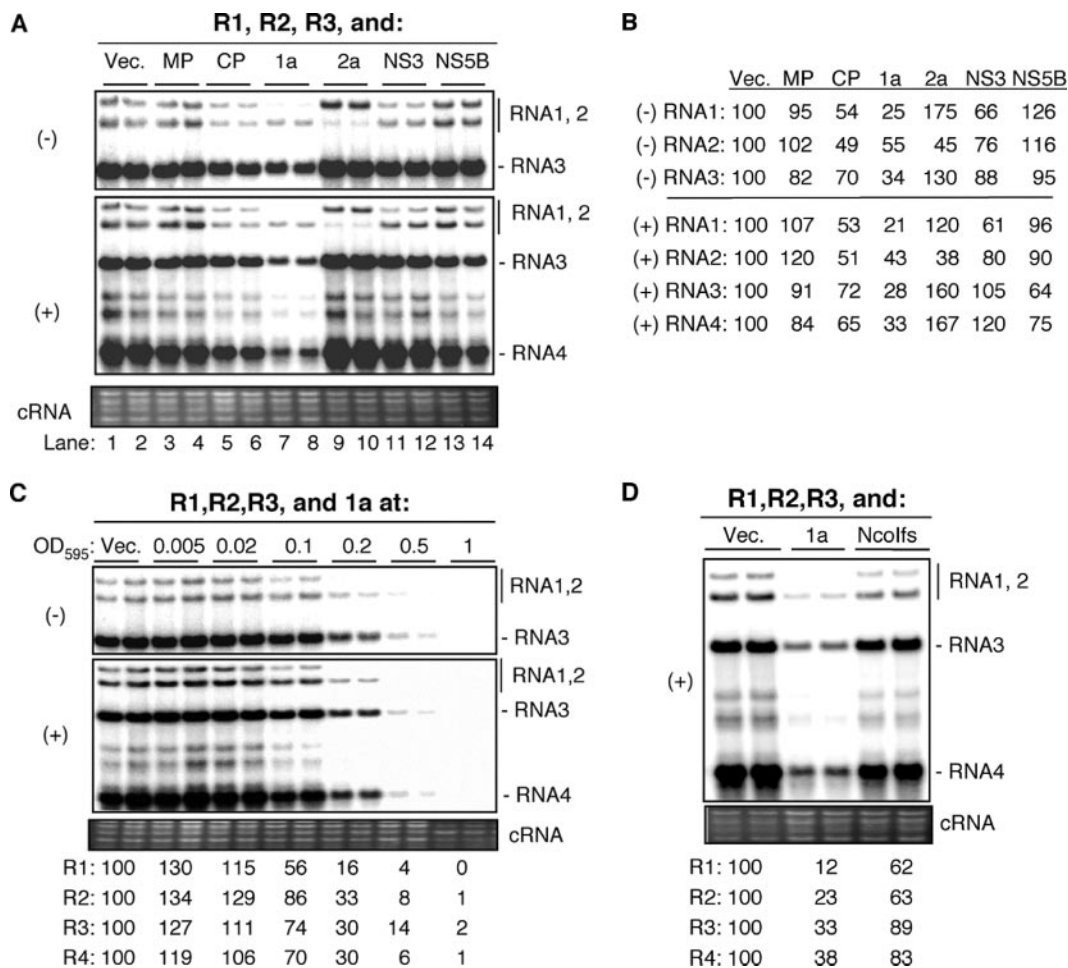 A
R1, R2, R3, and:
Vec. MP CP 1a 2a NS3 NS5B
(-)
RNA1, 2
- RNA3
RNA1, 2
- RNA3
(+)
- RNA4
cRNA
Lane: 1 2 3 4 5 6 7 8 9 10 11 12 13 14
B
Vec. MP CP 1a 2a NS3 NS5B
(-) RNA1: 100 95 54 25 175 66 126
(-) RNA2: 100 102 49 55 45 76 116
(-) RNA3: 100 82 70 34 130 88 95
(+) RNA1: 100 107 53 21 120 61 96
(+) RNA2: 100 120 51 43 38 80 90
(+) RNA3: 100 91 72 28 160 105 64
(+) RNA4: 100 84 65 33 167 120 75
C
R1,R2,R3, and 1a at:
OD595: Vec. 0.005 0.02 0.1 0.2 0.5 1
RNA1,2
(-)
- RNA3
RNA1,2
- RNA3
(+)
- RNA4
cRNA
R1: 100 130 115 56 16 4 0
R2: 100 134 129 86 33 8 1
R3: 100 127 111 74 30 14 2
R4: 100 119 106 70 30 6 1
D
R1,R2,R3, and:
Vec. 1a NcoIfs
RNA1, 2
- RNA3
(+)
- RNA4
cRNA
R1: 100 12 62
R2: 100 23 63
R3: 100 33 89
R4: 100 38 83